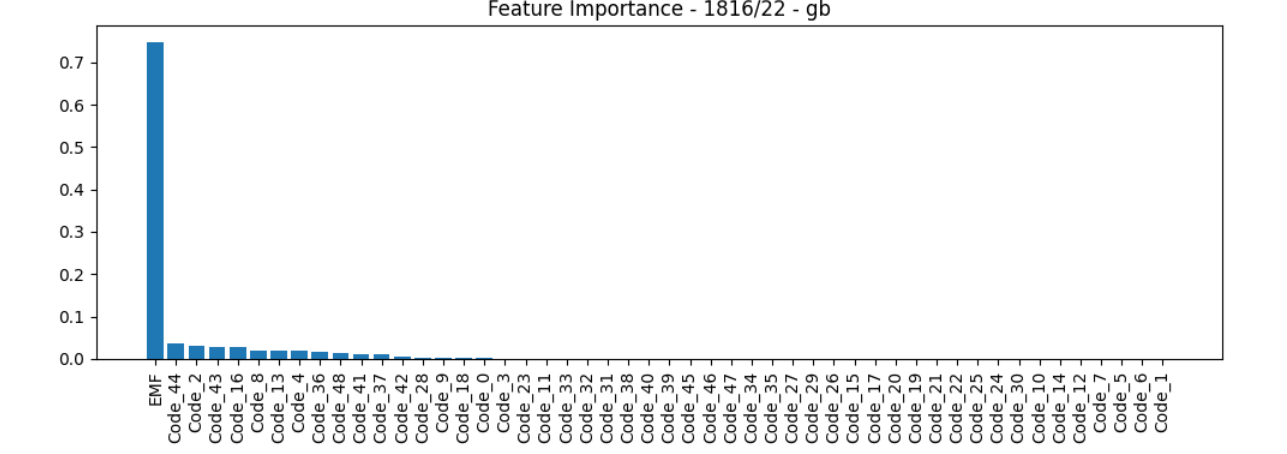 Feature Importance - 1816/22 - gb
0.7
0.6
0.5
0.4
0.3
0.2
0.1
0.0
EMF
Code_44
Code_2
Code_43
Code_16
Code_8
Code_13
Code_4
Code_36
Code_48
Code_41
Code_37
Code_42
Code_28
Code_9
Code_18
Code_0
Code_3
Code_23
Code_11
Code_33
Code_32
Code_31
Code_38
Code_40
Code_39
Code_45
Code_46
Code_47
Code_34
Code_35
Code_27
Code_29
Code_26
Code_15
Code_17
Code_20
Code_19
Code_21
Code_22
Code_25
Code_24
Code_30
Code_10
Code_14
Code_12
Code_7
Code_5
Code_6
Code_1